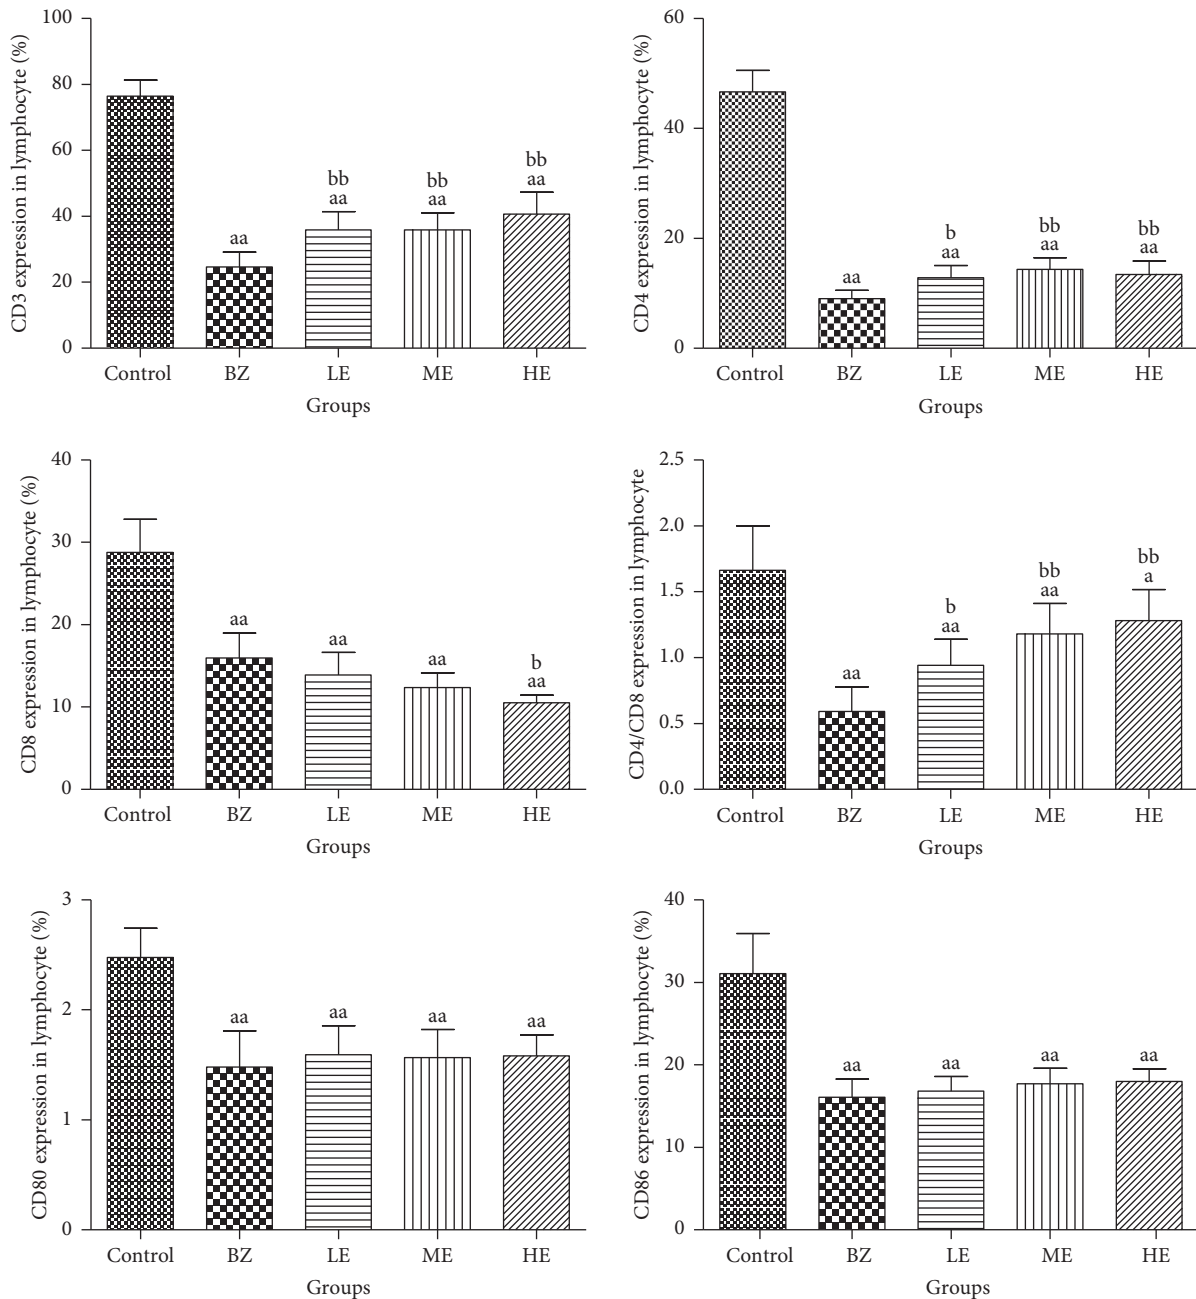 CD3 expression in lymphocyte (%)
100
80
60
40
20
0
aa
bb
aa
bb
aa
bb
aa
Control BZ LE ME HE
Groups
CD4 expression in lymphocyte (%)
60
40
20
0
aa
b
aa
bb
aa
bb
aa
Control BZ LE ME HE
Groups
CD8 expression in lymphocyte (%)
40
30
20
10
0
aa
aa
aa
b
aa
Control BZ LE ME HE
Groups
CD4/CD8 expression in lymphocyte
2.5
2.0
1.5
1.0
0.5
0.0
aa
b
aa
bb
aa
bb
a
Control BZ LE ME HE
Groups
CD80 expression in lymphocyte (%)
3
2
1
0
aa aa aa aa
Control BZ LE ME HE
Groups
CD86 expression in lymphocyte (%)
40
30
20
10
0
aa aa aa aa
Control BZ LE ME HE
Groups